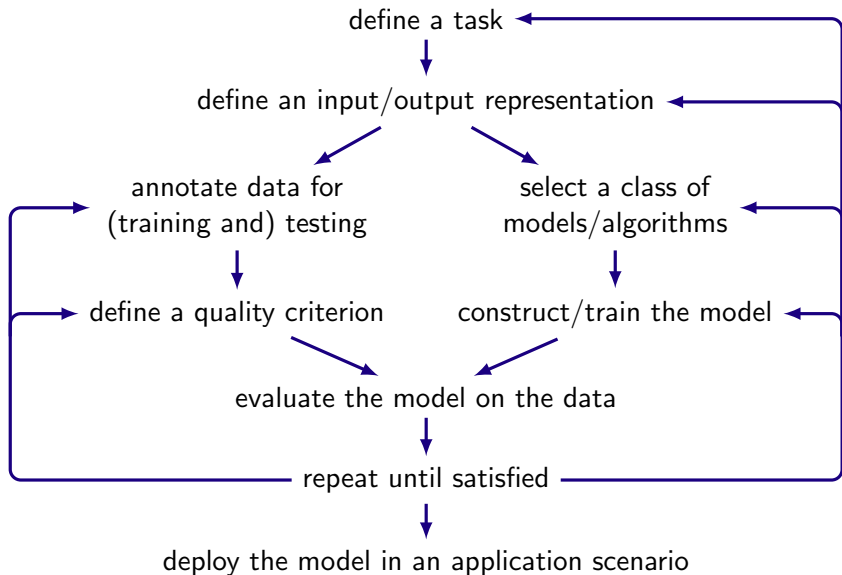 define a task
define an input/output representation
annotate data for
(training and) testing
select a class of
models/algorithms
define a quality criterion
construct/train the model
evaluate the model on the data
repeat until satisfied
deploy the model in an application scenario